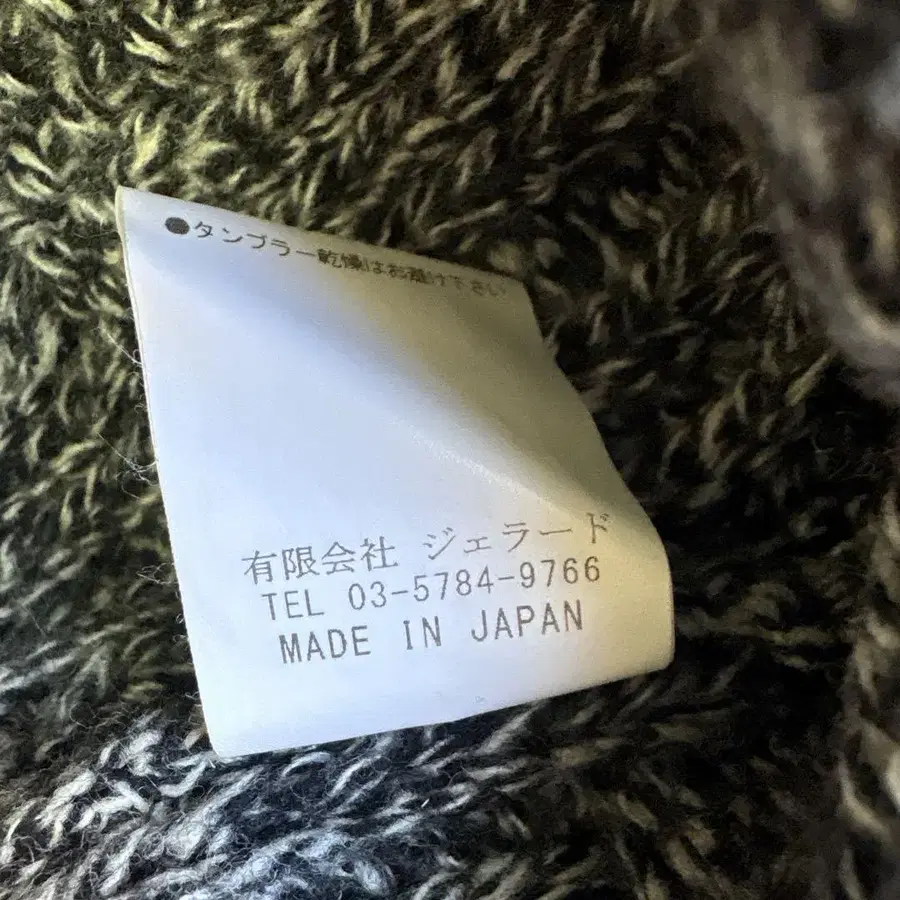 ●タンブラー乾燥はお避け下さい
有限会社 ジェラード
TEL 03-5784-9766
MADE IN JAPAN